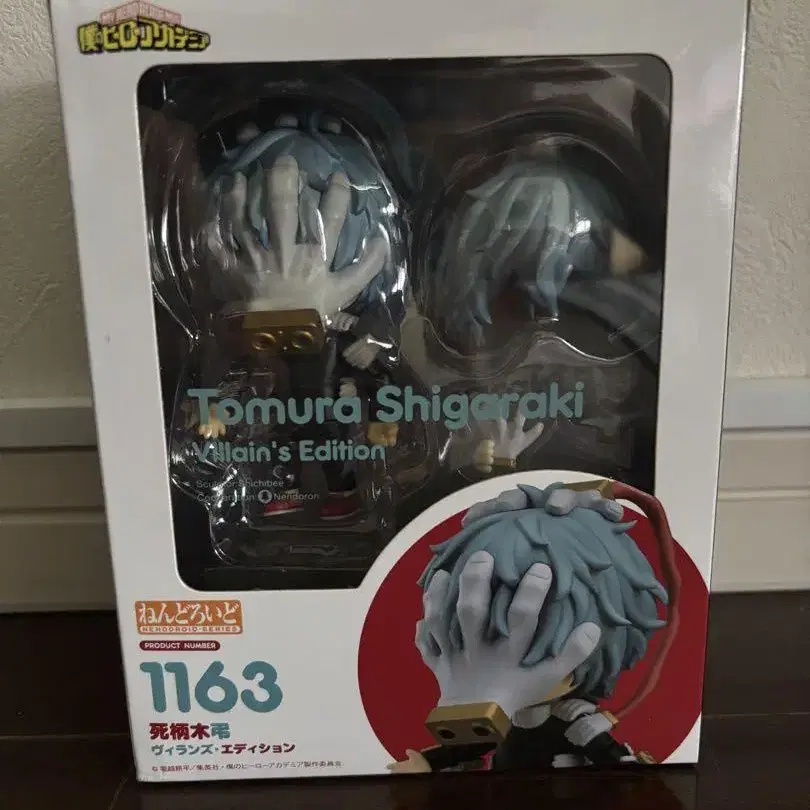 MY HERO ACADEMIA
僕のヒーローアカデミア
Tomura Shigaraki
Villain's Edition
Sculptor Shichibee
Cooperation Nendoron
ねんどろいど
NENDOROID-SERIES
PRODUCT NUMBER
1163
死柄木弔
ヴィランズ・エディション
© 堀越耕平/集英社・僕のヒーローアカデミア製作委員会